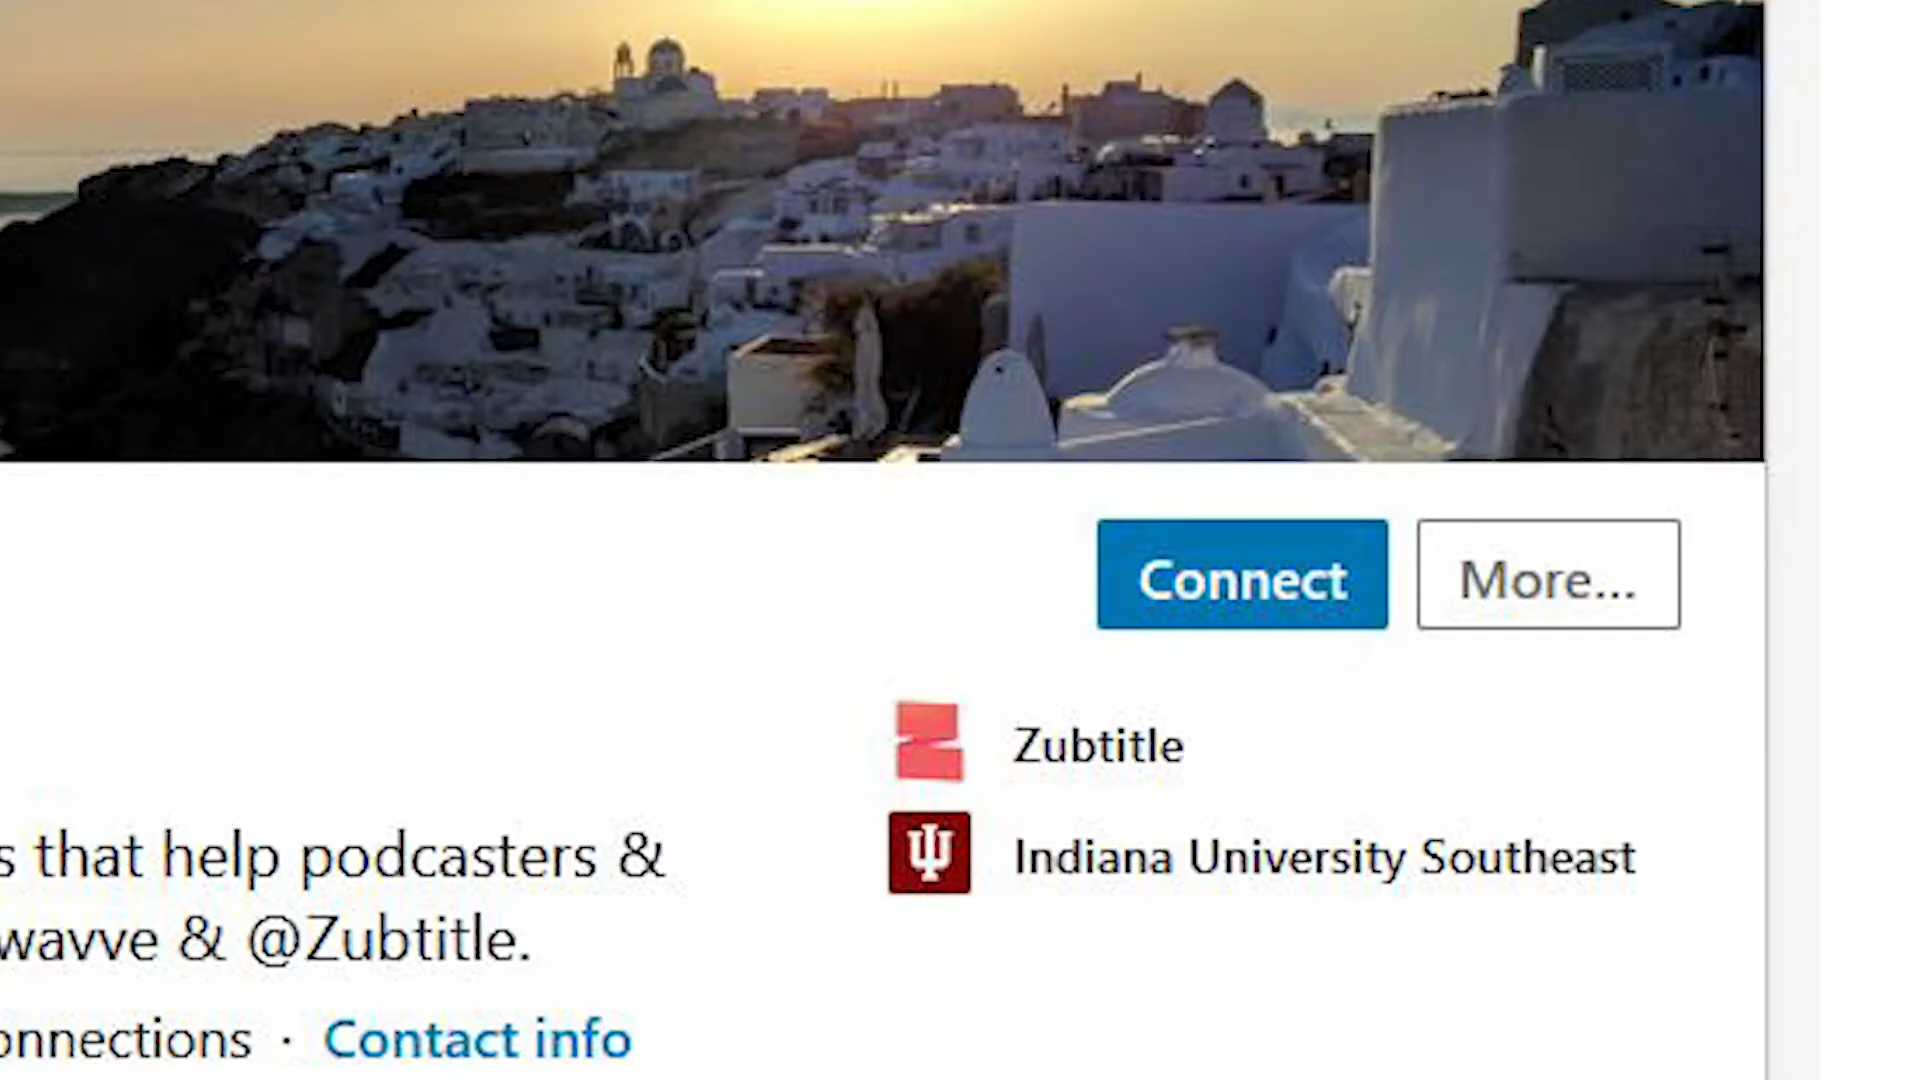 Connect
More...
Zubtitle
Indiana University Southeast
s that help podcasters &
wavve & @Zubtitle.
onnections · Contact info